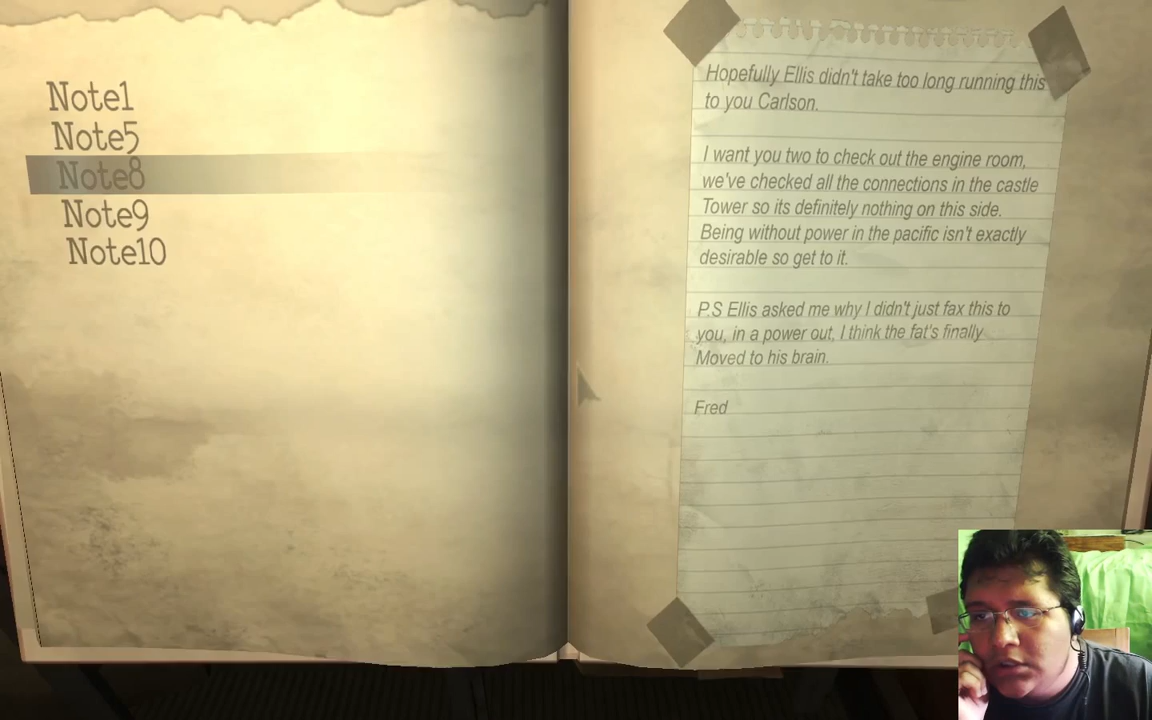 Note1
Note5
Note8
Note9
Note10
Hopefully Ellis didn't take too long running this
to you Carlson.
I want you two to check out the engine room,
we've checked all the connections in the castle
Tower so its definitely nothing on this side.
Being without power in the pacific isn't exactly
desirable so get to it.
P.S Ellis asked me why I didn't just fax this to
you, in a power out, I think the fat's finally
Moved to his brain.
Fred